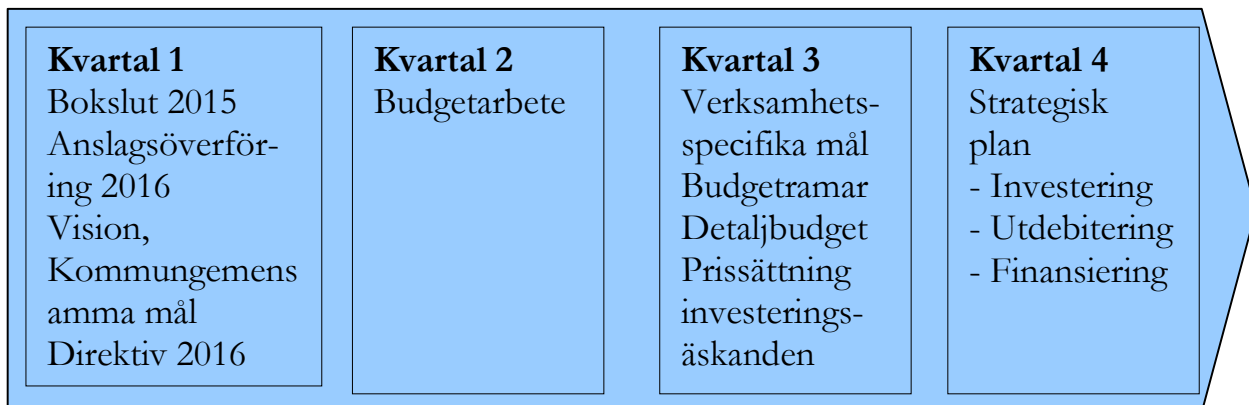 Kvartal 1
Bokslut 2015
Anslagsöverför-
ing 2016
Vision,
Kommungemens
amma mål
Direktiv 2016
Kvartal 2
Budgetarbete
Kvartal 3
Verksamhets-
specifika mål
Budgetramar
Detaljbudget
Prissättning
investerings-
äskanden
Kvartal 4
Strategisk
plan
- Investering
- Utdebitering
- Finansiering